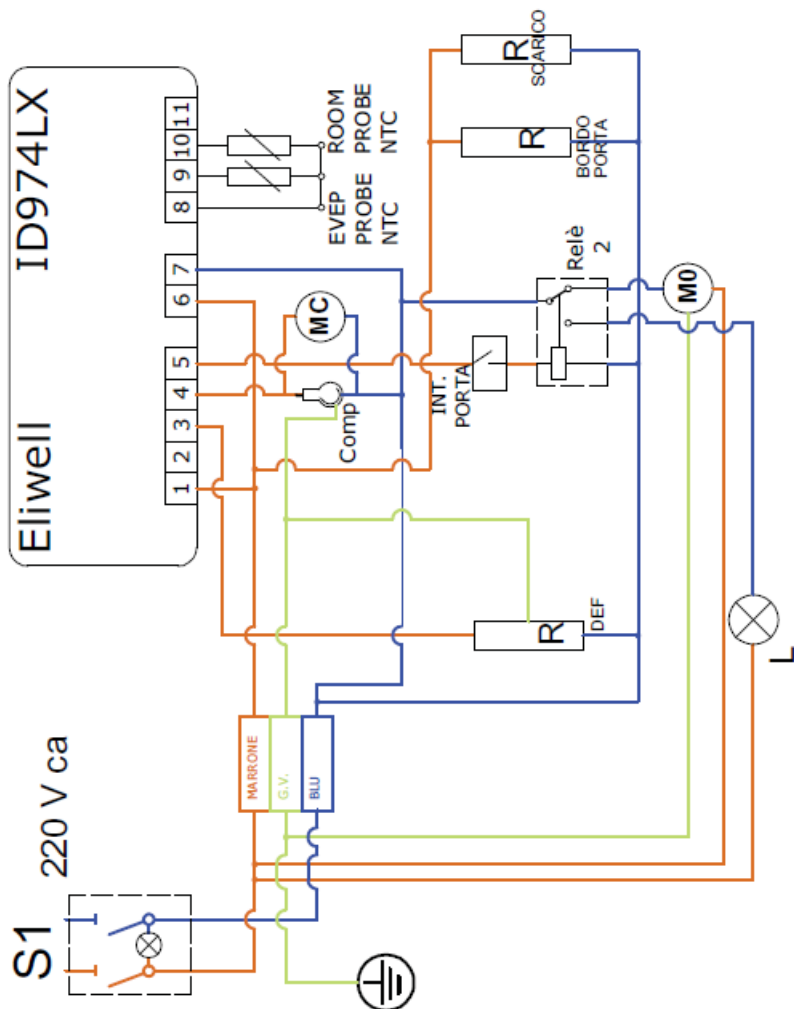 Eliwell
ID974LX
1
2
3
4
5
6
7
8
9
10
11
EVEP
PROBE
NTC
ROOM
PROBE
NTC
MC
Comp
INT.
PORTA
Relè
2
M0
R
SCARICO
R
BORDO
PORTA
R
DEF
L
MARRONE
G.V.
BLU
S1
220 V ca